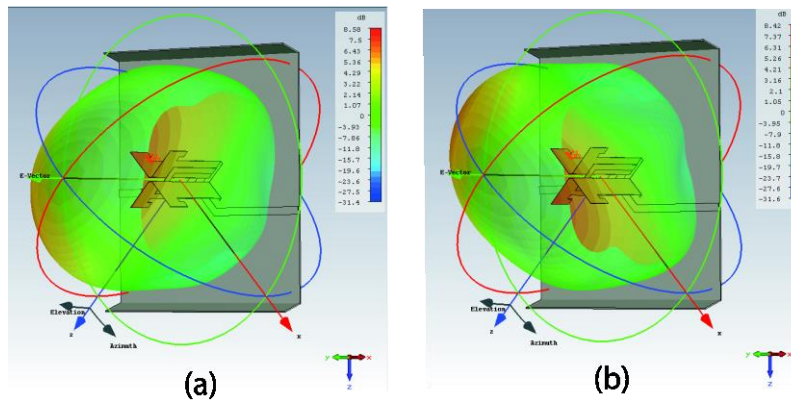 dB
8.58
7.5
6.43
5.36
4.29
3.22
2.14
1.07
0
-3.93
-7.86
-11.8
-15.7
-19.6
-23.6
-27.5
-31.4
E-Vector
Elevation
z
Azimuth
x
y
x
z
(a)
dB
8.42
7.37
6.31
5.26
4.21
3.16
2.1
1.05
0
-3.95
-7.9
-11.8
-15.8
-19.7
-23.7
-27.6
-31.6
E-Vector
Elevation
z
Azimuth
x
y
x
z
(b)